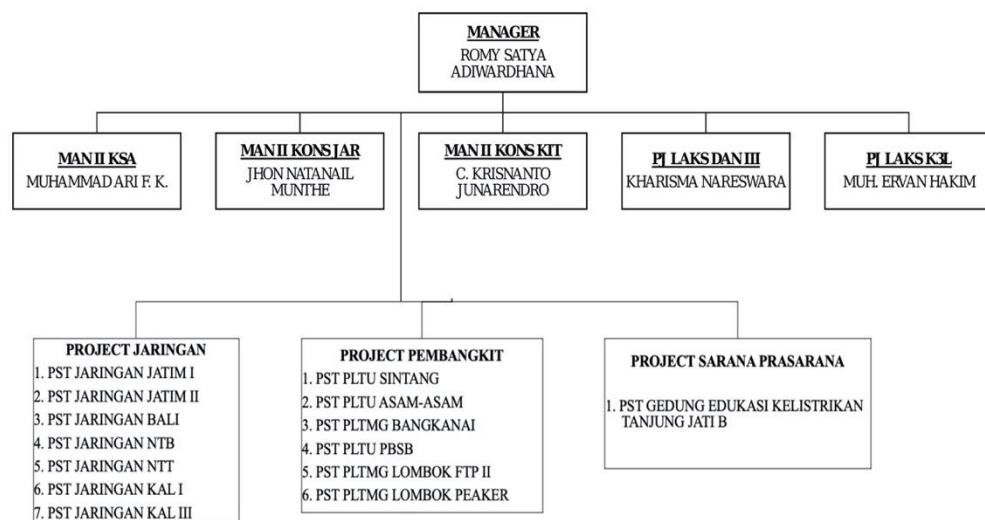 MANAGER
ROMY SATYA
ADIWARDHANA
MAN II KSA
MUHAMMAD ARI F. K.
MAN II KONS JAR
JHON NATANAIL
MUNTHE
MAN II KONS KIT
C. KRISNANTO
JUNARENDRO
PJ LAKS DAN III
KHARISMA NARESWARA
PJ LAKS K3L
MUH. ERVAN HAKIM
PROJECT JARINGAN
1. PST JARINGAN JATIM I
2. PST JARINGAN JATIM II
3. PST JARINGAN BALI
4. PST JARINGAN NTB
5. PST JARINGAN NTT
6. PST JARINGAN KAL I
7. PST JARINGAN KAL III
PROJECT PEMBANGKIT
1. PST PLTU SINTANG
2. PST PLTU ASAM-ASAM
3. PST PLTMG BANGKANAI
4. PST PLTU PBSB
5. PST PLTMG LOMBOK FTP II
6. PST PLTMG LOMBOK PEAKER
PROJECT SARANA PRASARANA
1. PST GEDUNG EDUKASI KELISTRIKAN
TANJUNG JATI B